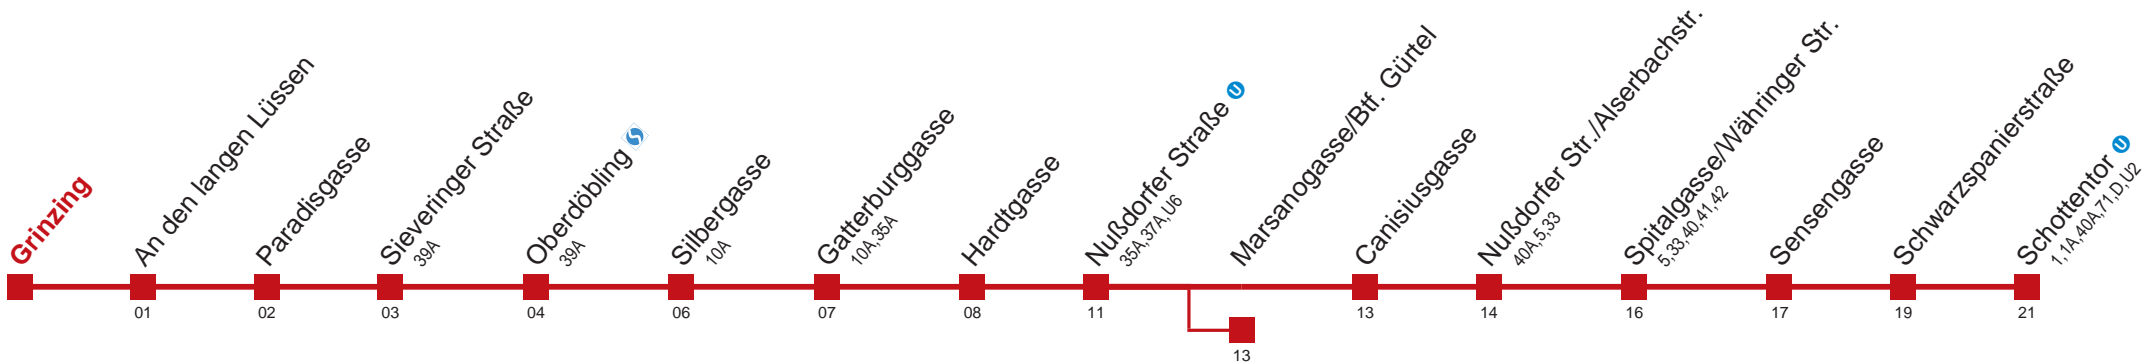 Grinzing
An den langen Lüssen
01
Paradisgasse
02
Sieveringer Straße
39A
03
Oberdöbling S
39A
04
Silbergasse
10A
06
Gatterburggasse
10A,35A
07
Hardtgasse
08
Nußdorfer Straße U
35A,37A,U6
11
Marsanogasse/Btf. Gürtel
13
Canisiusgasse
13
Nußdorfer Str./Alserbachstr.
40A,5,33
14
Spitalgasse/Währinger Str.
5,33,40,41,42
16
Sensengasse
17
Schwarzspanierstraße
19
Schottentor U
1,1A,40A,71,D,U2
21